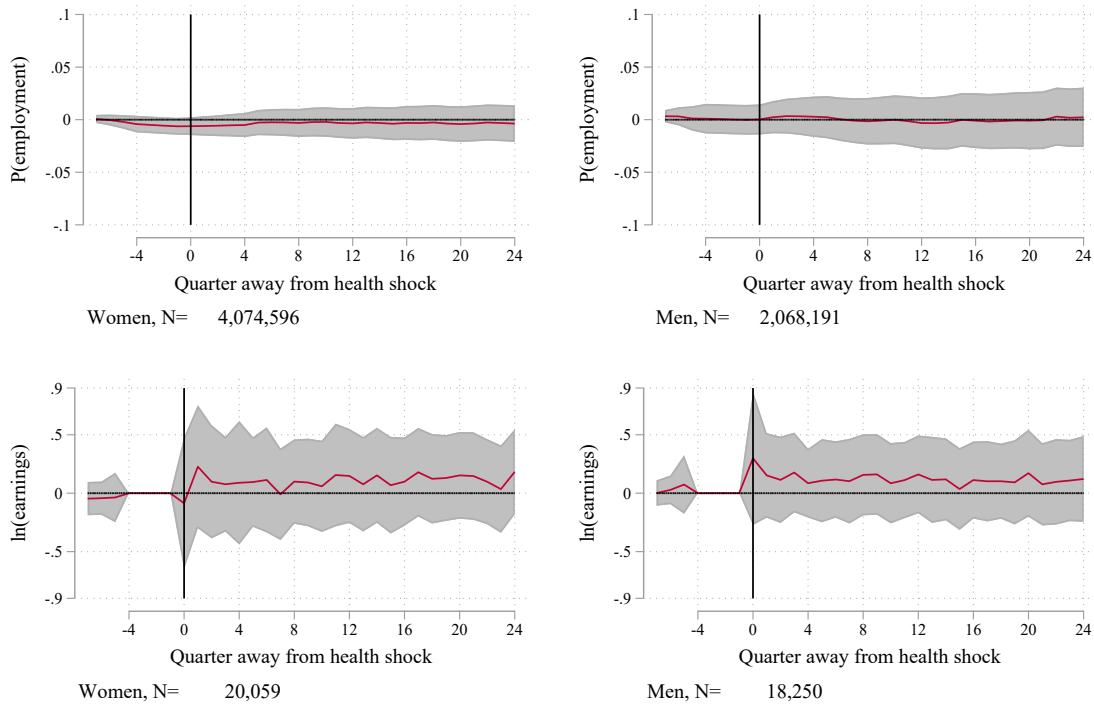 .1
.05
0
-.05
-.1
P(employment)
-4 0 4 8 12 16 20 24
Quarter away from health shock
Women, N= 4,074,596
.1
.05
0
-.05
-.1
P(employment)
-4 0 4 8 12 16 20 24
Quarter away from health shock
Men, N= 2,068,191
.9
.5
0
-.5
-.9
ln(earnings)
-4 0 4 8 12 16 20 24
Quarter away from health shock
Women, N= 20,059
.9
.5
0
-.5
-.9
ln(earnings)
-4 0 4 8 12 16 20 24
Quarter away from health shock
Men, N= 18,250